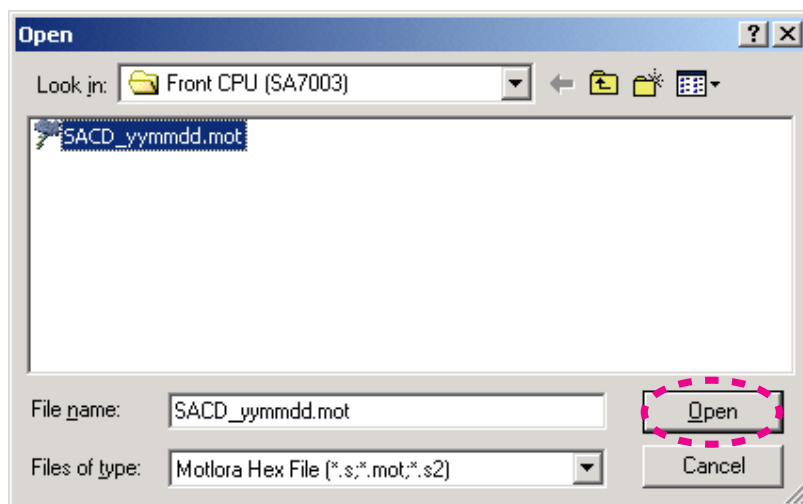 Open
Look in: Front CPU (SA7003)
SACD_yymmdd.mot
File name: SACD_yymmdd.mot Open
Files of type: Motlora Hex File (*.s;*.mot;*.s2) Cancel